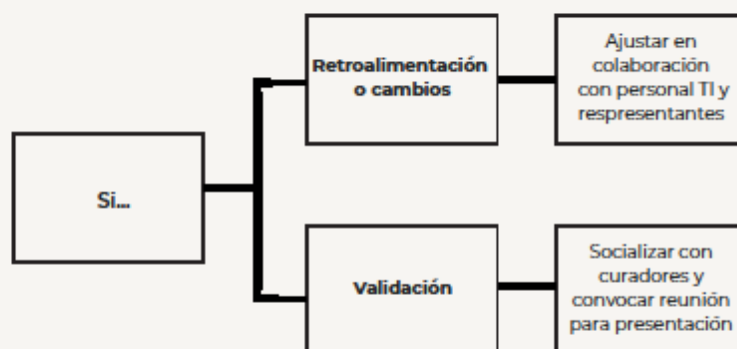 Si...
Retroalimentación
o cambios
Ajustar en
colaboración
con personal TI y
respresentantes
Validación
Socializar con
curadores y
convocar reunión
para presentación